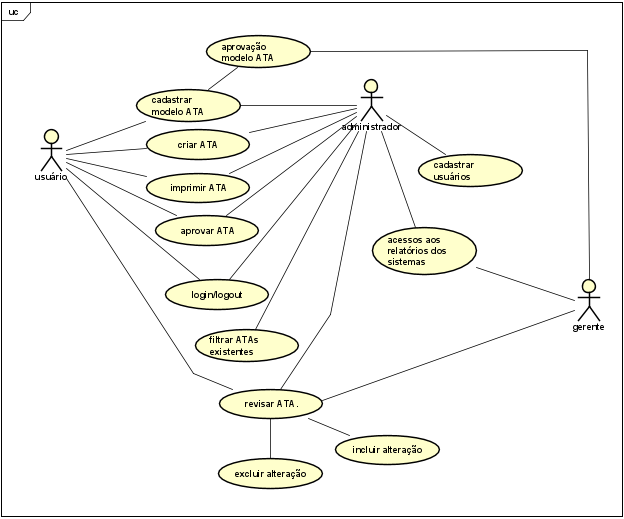 uc
aprovação
modelo ATA
cadastrar
modelo ATA
administrador
criar ATA
usuário
cadastrar
usuários
imprimir ATA
aprovar ATA
acessos aos
relatórios dos
sistemas
login/logout
gerente
filtrar ATAs
existentes
revisar ATA.
incluir alteração
excluir alteração